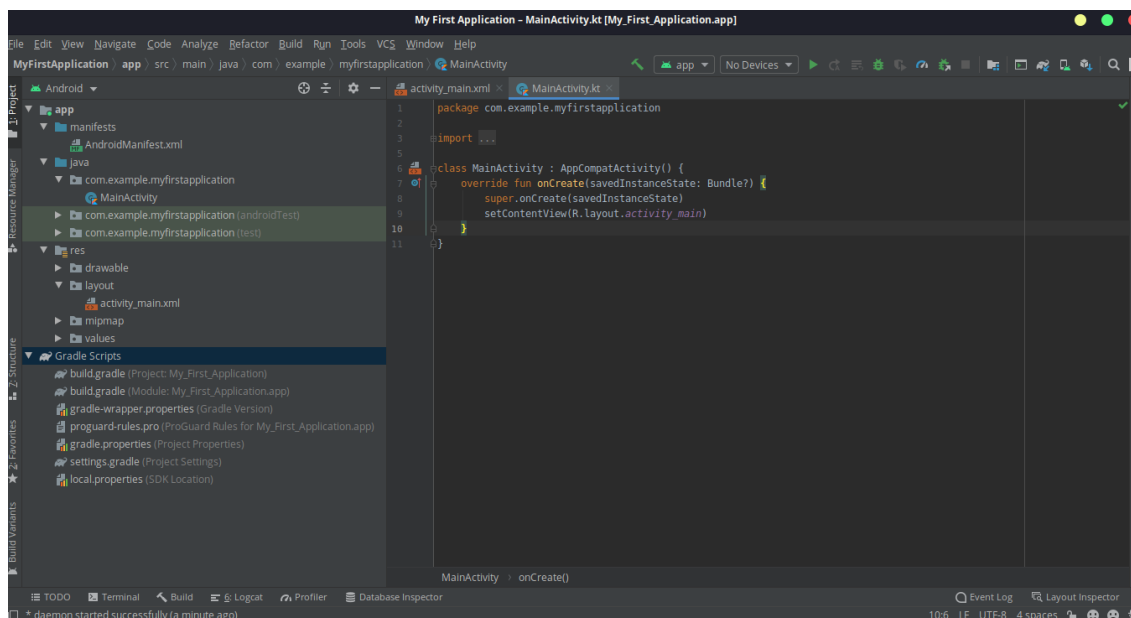 My First Application – MainActivity.kt [My_First_Application.app]
File Edit View Navigate Code Analyze Refactor Build Run Tools VCS Window Help
MyFirstApplication app src main java com example myfirstapplication MainActivity
app
No Devices
1: Project
Resource Manager
Z: Structure
2: Favorites
Build Variants
Android
app
manifests
AndroidManifest.xml
java
com.example.myfirstapplication
MainActivity
com.example.myfirstapplication (androidTest)
com.example.myfirstapplication (test)
res
drawable
layout
activity_main.xml
mipmap
values
Gradle Scripts
build.gradle (Project: My_First_Application)
build.gradle (Module: My_First_Application.app)
gradle-wrapper.properties (Gradle Version)
proguard-rules.pro (ProGuard Rules for My_First_Application.app)
gradle.properties (Project Properties)
settings.gradle (Project Settings)
local.properties (SDK Location)
activity_main.xml MainActivity.kt
1 package com.example.myfirstapplication
2
3 import ...
5
6 class MainActivity : AppCompatActivity() {
7 override fun onCreate(savedInstanceState: Bundle?) {
8 super.onCreate(savedInstanceState)
9 setContentView(R.layout.activity_main)
10 }
11 }
MainActivity onCreate()
TODO Terminal Build 6: Logcat Profiler Database Inspector Event Log Layout Inspector
* daemon started successfully (a minute ago) 10:6 LF UTF-8 4 spaces